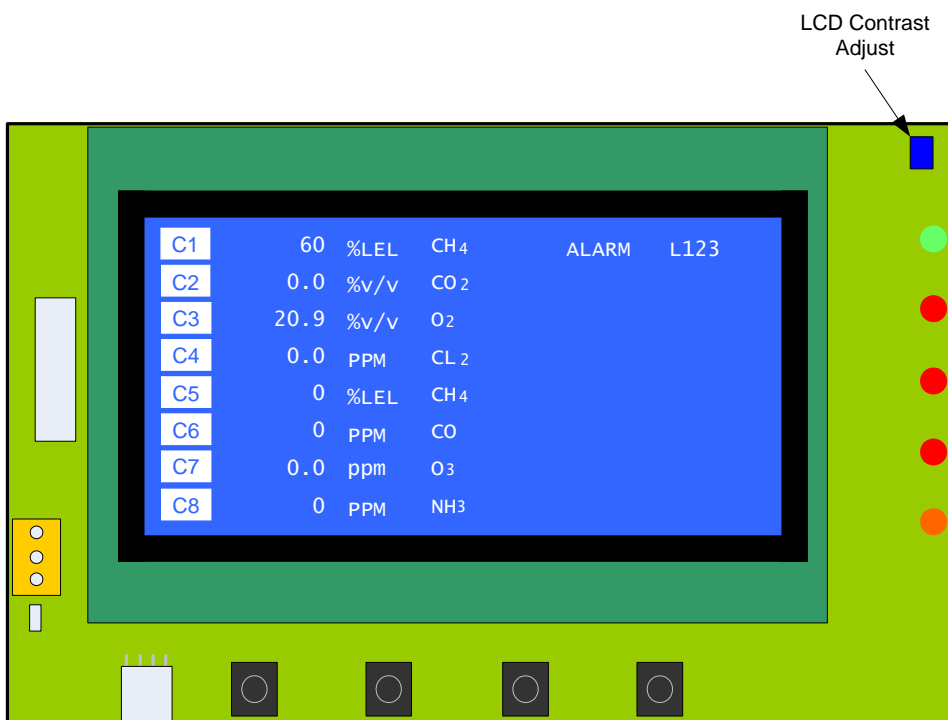 LCD Contrast
Adjust
C1 60 %LEL CH4 ALARM L123
C2 0.0 %v/v CO2
C3 20.9 %v/v O2
C4 0.0 PPM CL2
C5 0 %LEL CH4
C6 0 PPM CO
C7 0.0 ppm O3
C8 0 PPM NH3